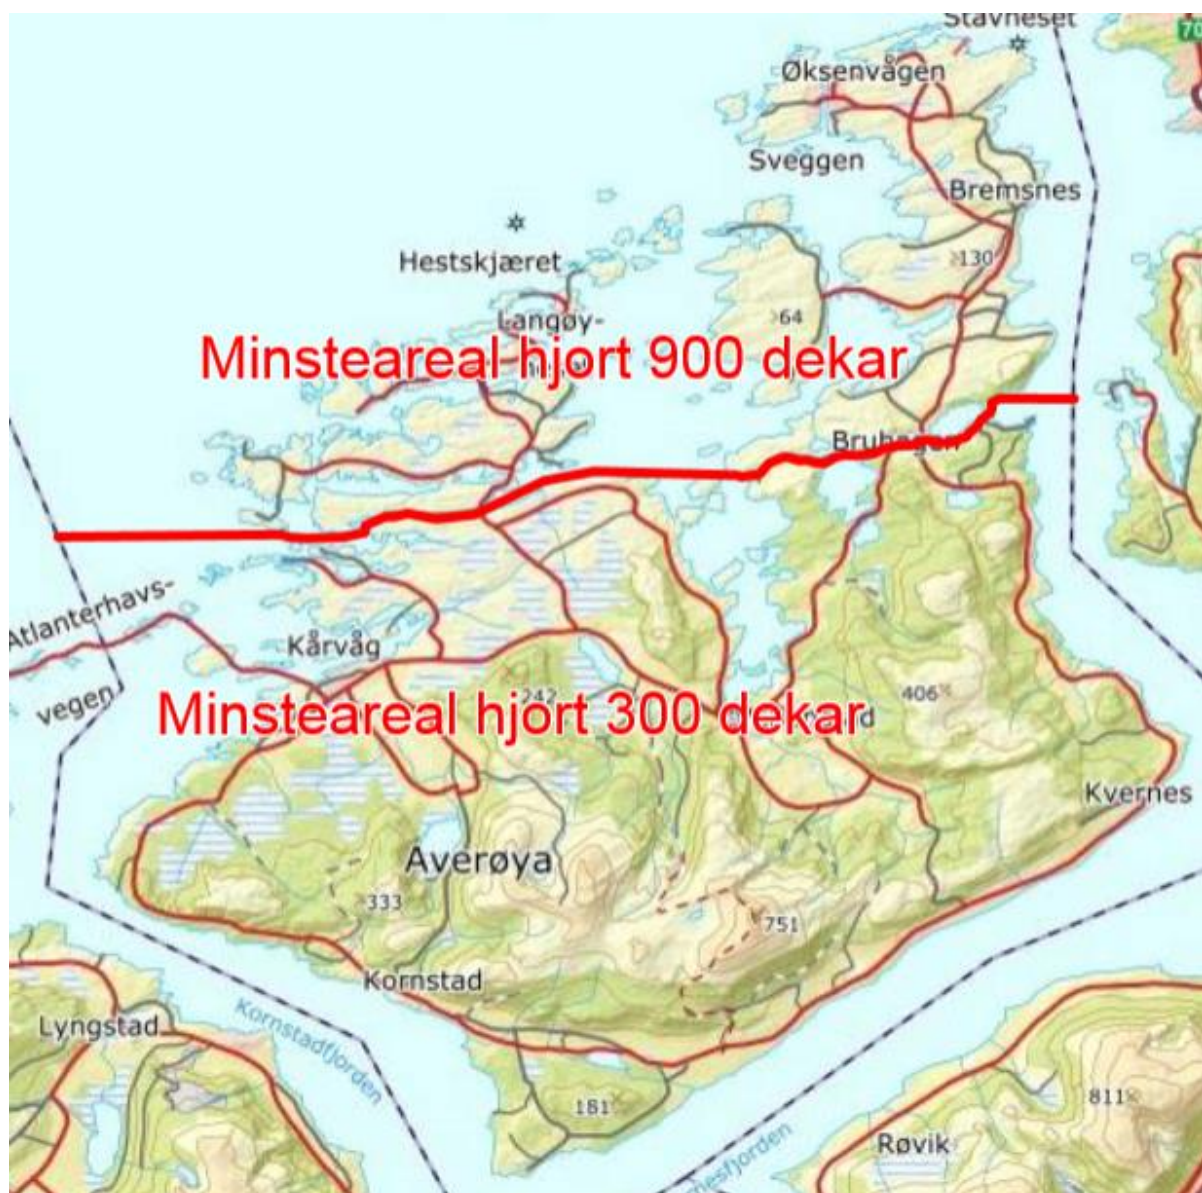 Stavneset
70
Øksenvågen
Sveggen
Bremsnes
Hestskjæret
130
Langøy-
64
Minsteareal hjort 900 dekar
Atlanterhavs-
vegen
Kårvåg
242
406
Minsteareal hjort 300 dekar
Kvernes
Averøya
333
751
Kornstad
Lyngstad
Kornstadfjorden
181
811
Røvik